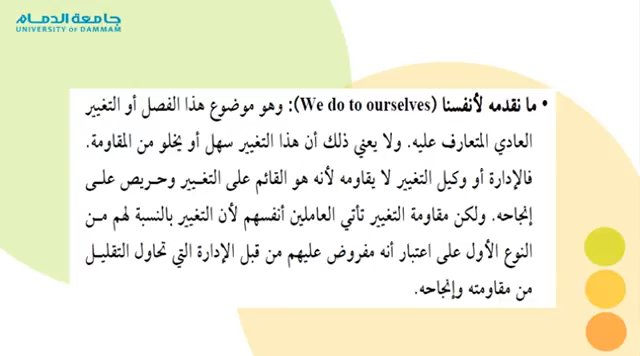 جامعة الدمام
UNIVERSITY OF DAMMAM
• ما نقدمه لأنفسنا (We do to ourselves): وهو موضوع هذا الفصل أو التغيير
العادي المتعارف عليه. ولا يعني ذلك أن هذا التغيير سهل أو يخلو من المقاومة.
فالإدارة أو وكيل التغيير لا يقاومه لأنه هو القائم على التغيير وحريص على
إنجاحه. ولكن مقاومة التغيير تأتي العاملين أنفسهم لأن التغيير بالنسبة لهم من
النوع الأول على اعتبار أنه مفروض عليهم من قبل الإدارة التي تحاول التقليل
من مقاومته وإنجاحه.